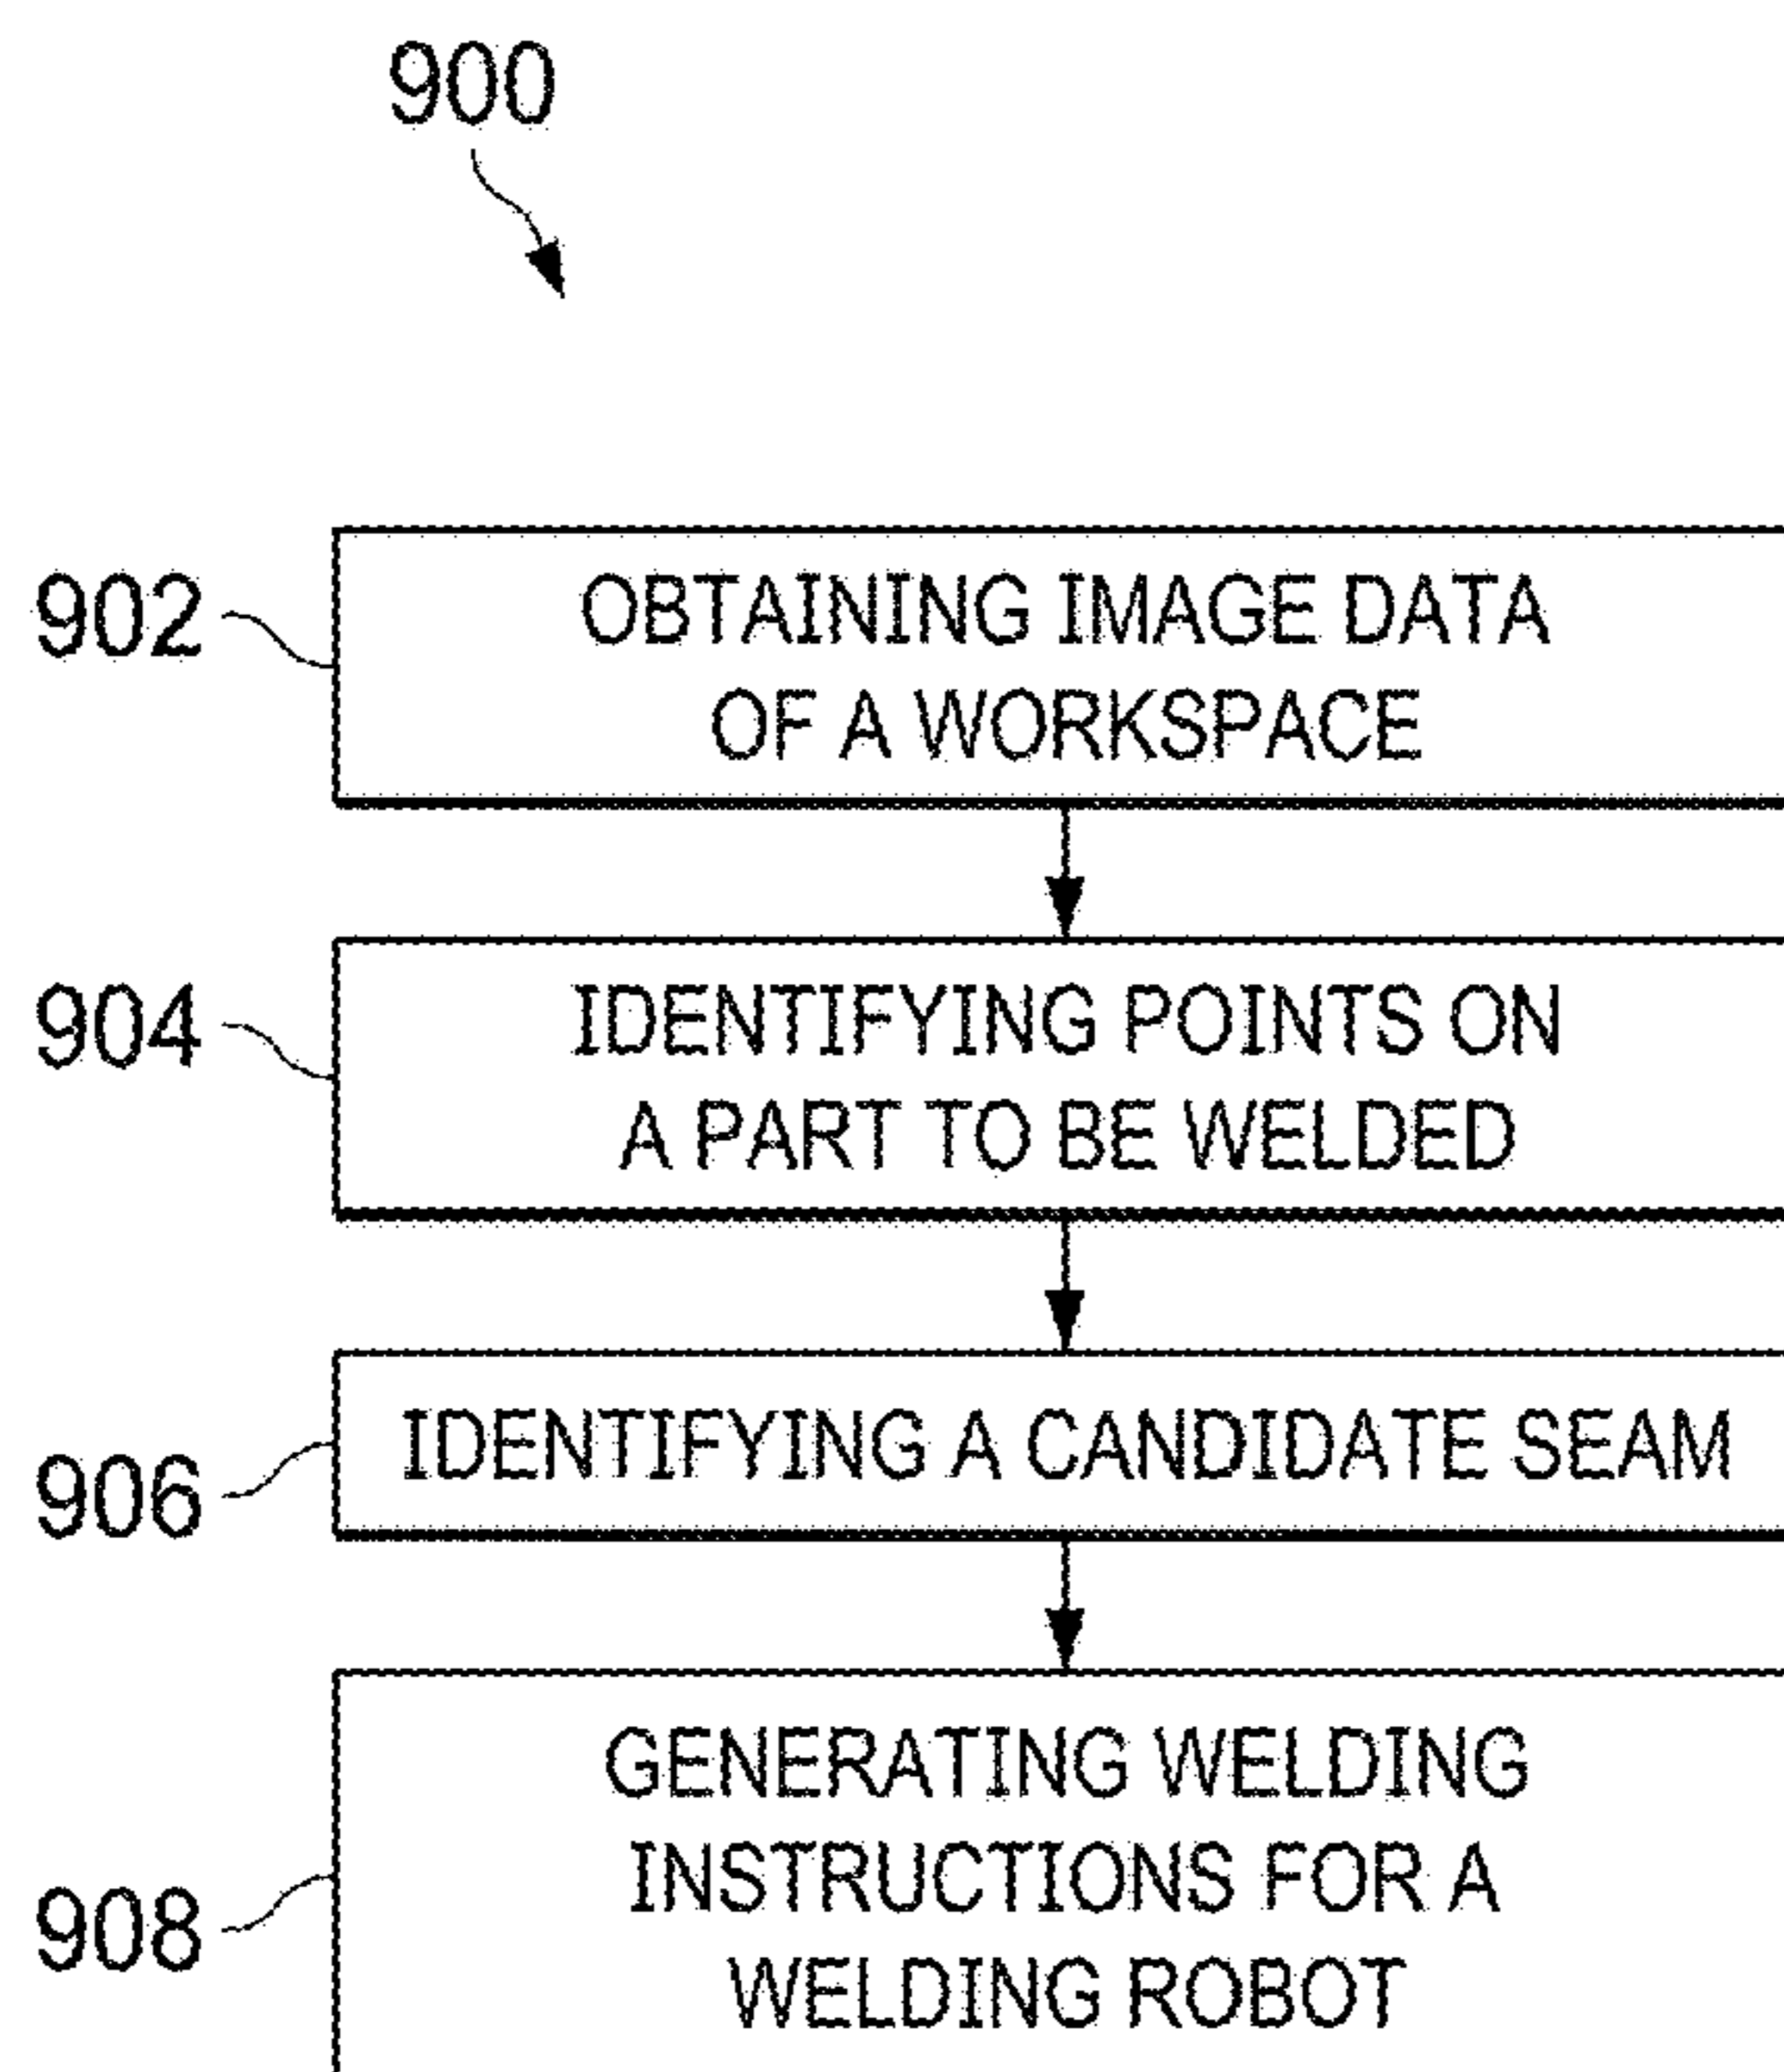 900
902
OBTAINING IMAGE DATA
OF A WORKSPACE
904
IDENTIFYING POINTS ON
A PART TO BE WELDED
906
IDENTIFYING A CANDIDATE SEAM
908
GENERATING WELDING
INSTRUCTIONS FOR A
WELDING ROBOT